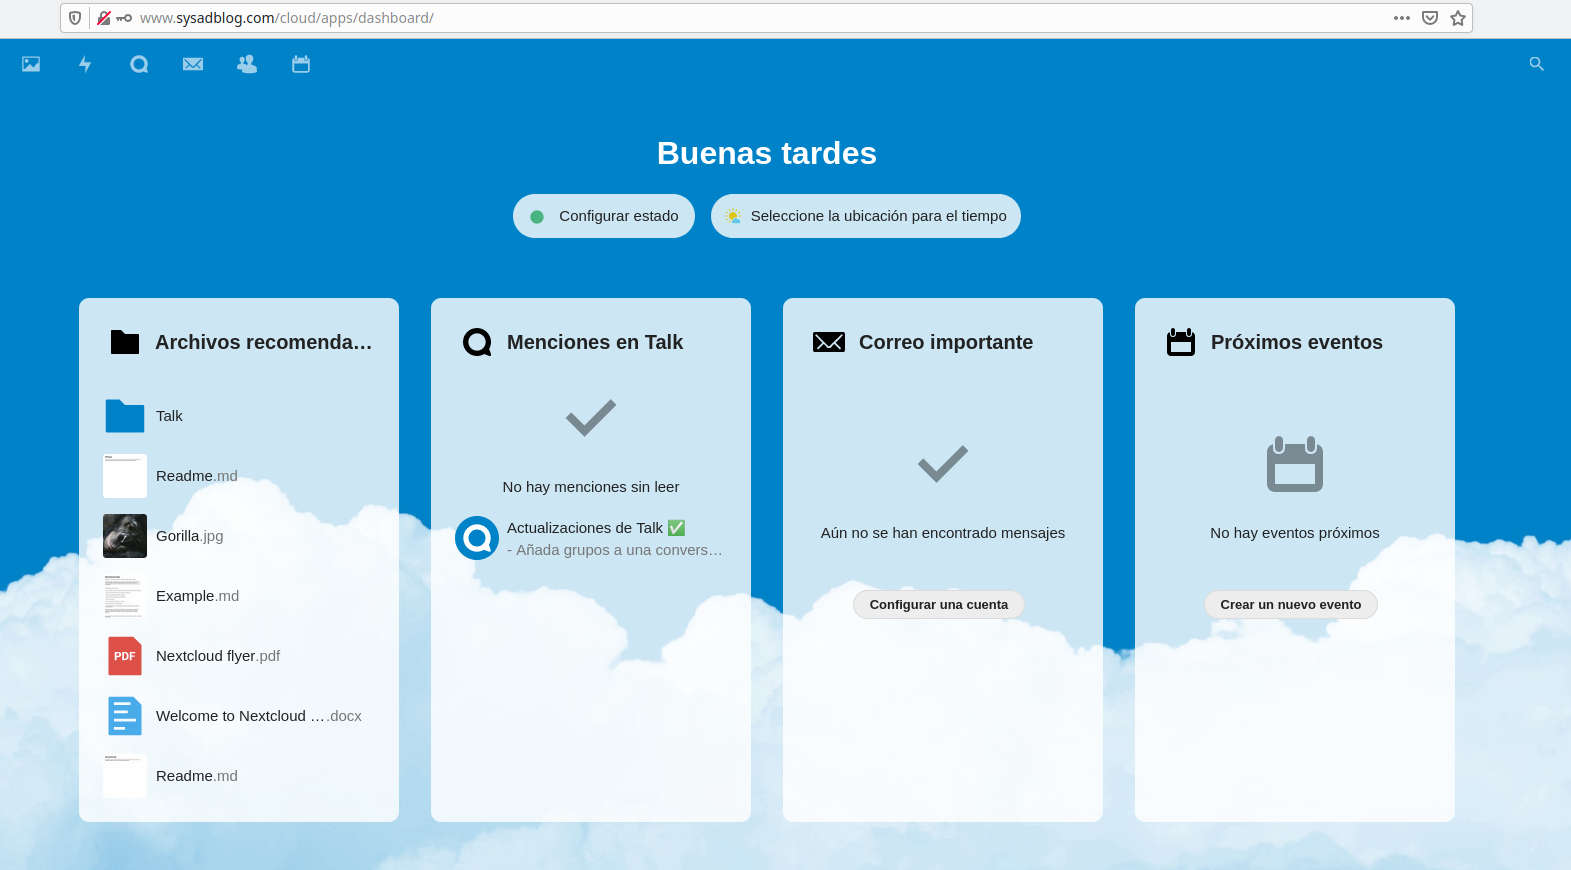 www.sysadblog.com/cloud/apps/dashboard/
Buenas tardes
Configurar estado
Seleccione la ubicación para el tiempo
Archivos recomenda…
Talk
Readme.md
Gorilla.jpg
Example.md
PDF
Nextcloud flyer.pdf
Welcome to Nextcloud ….docx
Readme.md
Menciones en Talk
No hay menciones sin leer
Actualizaciones de Talk ✅
- Añada grupos a una convers…
Correo importante
Aún no se han encontrado mensajes
Configurar una cuenta
Próximos eventos
No hay eventos próximos
Crear un nuevo evento